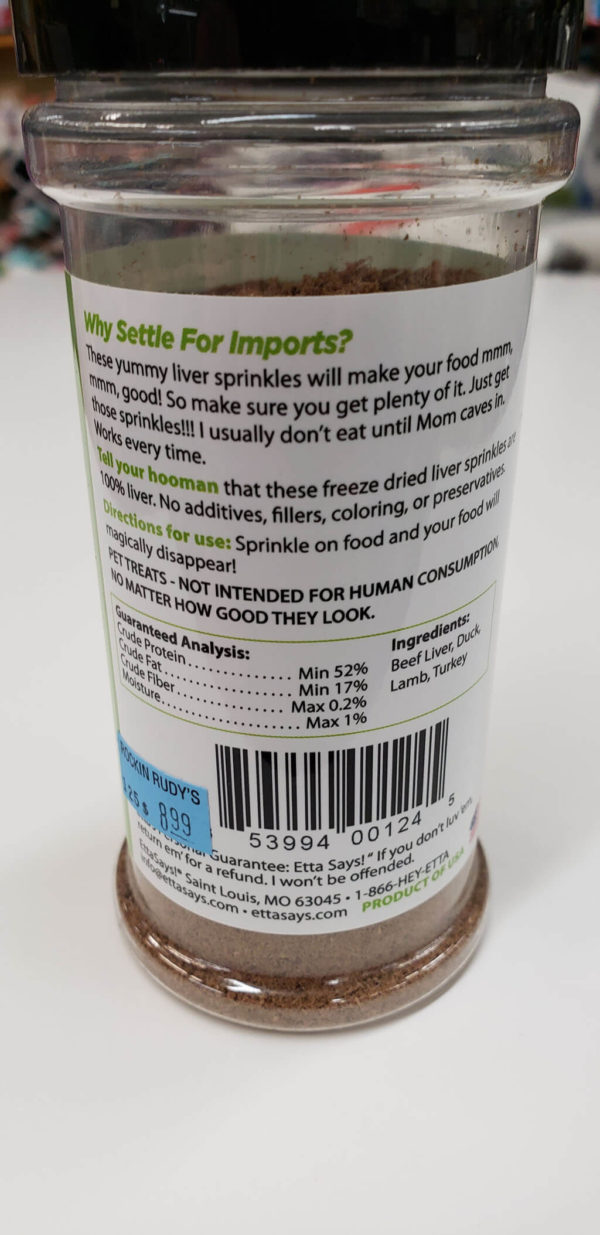 Why Settle For Imports?
These yummy liver sprinkles will make your food mmm,
mmm, good! So make sure you get plenty of it. Just get
those sprinkles!!! I usually don't eat until Mom caves in.
Works every time.
Tell your hooman that these freeze dried liver sprinkles are
100% liver. No additives, fillers, coloring, or preservatives.
Directions for use: Sprinkle on food and your food will
magically disappear!
PET TREATS - NOT INTENDED FOR HUMAN CONSUMPTION,
NO MATTER HOW GOOD THEY LOOK.
Guaranteed Analysis:
Crude Protein.............. Min 52%
Crude Fat.................... Min 17%
Crude Fiber................. Max 0.2%
Moisture..................... Max 1%
Ingredients:
Beef Liver, Duck,
Lamb, Turkey
ROCKIN RUDY'S
$ 899
53994 00124 5
Guarantee: Etta Says!" If you don't luv 'em,
return em' for a refund. I won't be offended.
EttaSays!® Saint Louis, MO 63045 • 1-866-HEY-ETTA
info@ettasays.com • ettasays.com PRODUCT OF USA